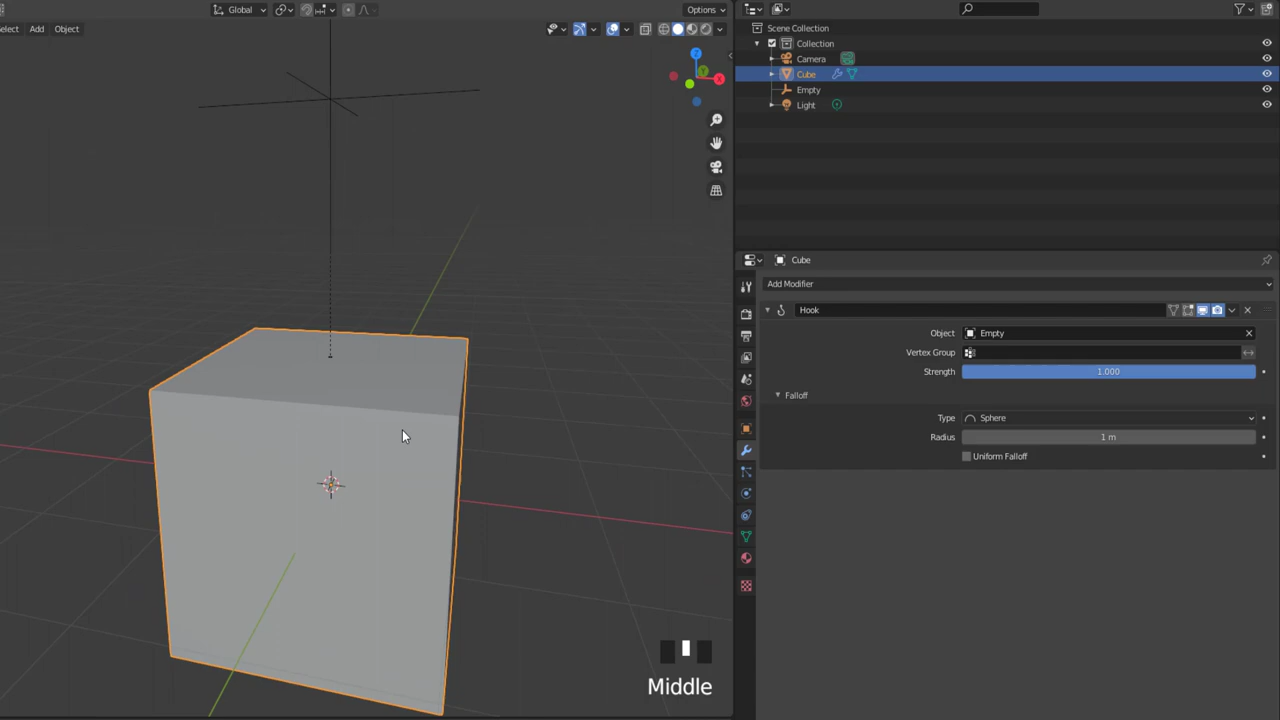 Global
Options
Select
Add
Object
X
Y
Z
Scene Collection
Collection
Camera
Cube
Empty
Light
Cube
Add Modifier
Hook
Object
Empty
Vertex Group
Strength
1.000
Falloff
Type
Sphere
Radius
1 m
Uniform Falloff
Middle